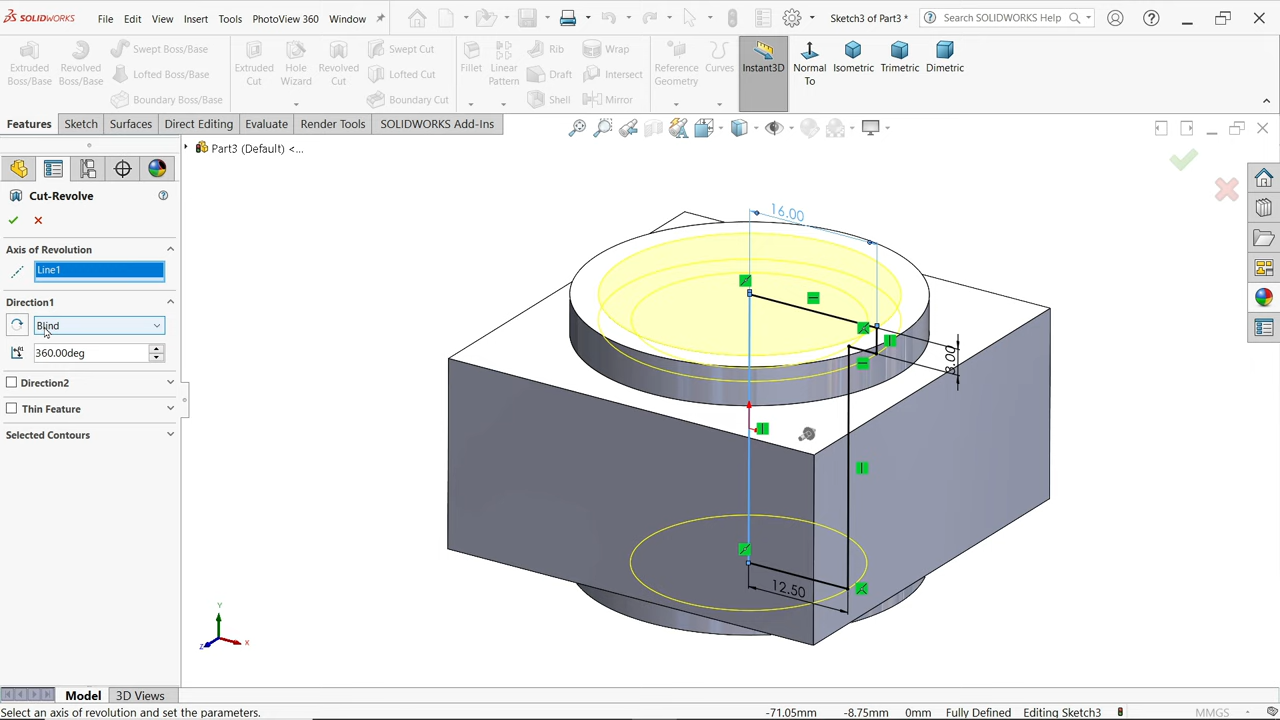 SOLIDWORKS File Edit View Insert Tools PhotoView 360 Window Sketch3 of Part3 * Search SOLIDWORKS Help
Extruded Boss/Base Revolved Boss/Base Swept Boss/Base Lofted Boss/Base Boundary Boss/Base Extruded Cut Hole Wizard Revolved Cut Swept Cut Lofted Cut Boundary Cut Fillet Linear Pattern Rib Draft Shell Wrap Intersect Mirror Reference Geometry Curves Instant3D Normal To Isometric Trimetric Dimetric
Features Sketch Surfaces Direct Editing Evaluate Render Tools SOLIDWORKS Add-Ins
Part3 (Default) <...
Cut-Revolve
Axis of Revolution
Line1
Direction1
Blind
360.00deg
Direction2
Thin Feature
Selected Contours
16.00
8.00
12.50
Y
Z
X
Model 3D Views
Select an axis of revolution and set the parameters. -71.05mm -8.75mm 0mm Fully Defined Editing Sketch3 MMGS